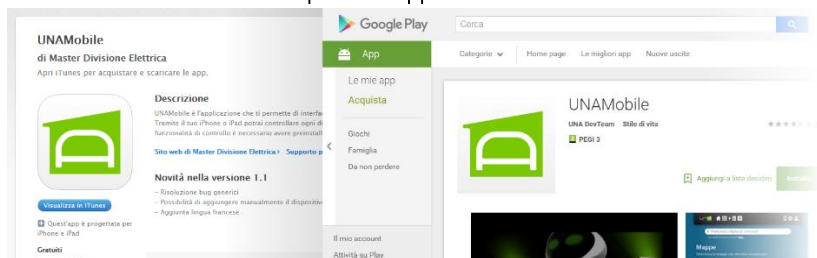 UNAMobile
di Master Divisione Elettrica
Apri iTunes per acquistare e scaricare le app.
Descrizione
UNAMobile è l'applicazione che ti permette di interfa
Tramite il tuo iPhone o iPad potrai controllare ogni di
funzionalità di controllo è necessario avere preinstall
Sito web di Master Divisione Elettrica Supporto p
Novità nella versione 1.1
- Risoluzione bug generici
- Possibilità di aggiungere manualmente il dispositiv
- Aggiunta lingua francese
Visualizza in iTunes
Quest'app è progettata per
iPhone e iPad
Gratuiti
Google Play
Cerca
App
Categorie
Home page
Le migliori app
Nuove uscite
Le mie app
Acquista
Giochi
Famiglia
Da non perdere
Il mio account
Attività su Play
UNAMobile
UNA DevTeam Stile di vita
PEGI 3
Aggiungi a lista desideri
Mappe